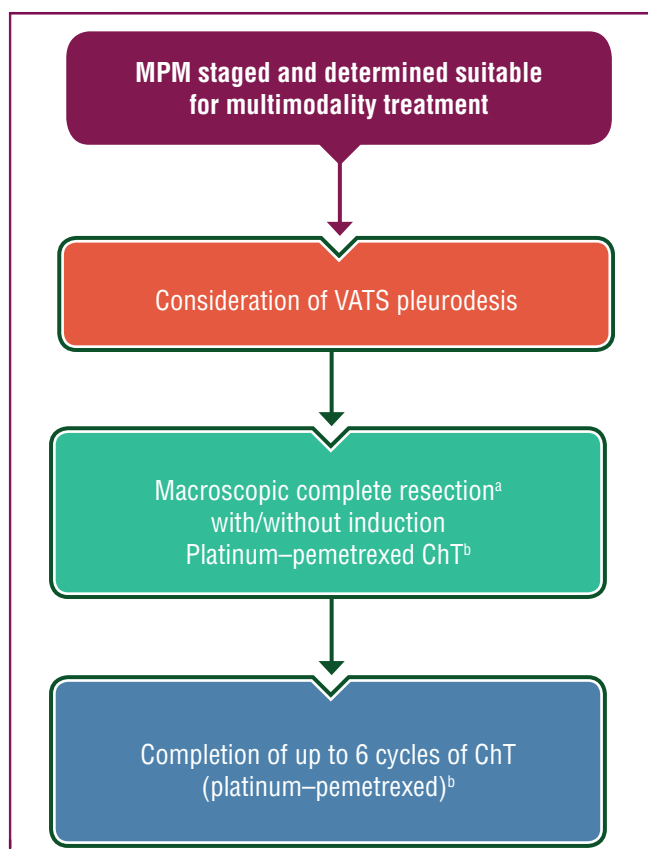 MPM staged and determined suitable
for multimodality treatment
Consideration of VATS pleurodesis
Macroscopic complete resectionᵃ
with/without induction
Platinum–pemetrexed ChTᵇ
Completion of up to 6 cycles of ChT
(platinum–pemetrexed)ᵇ